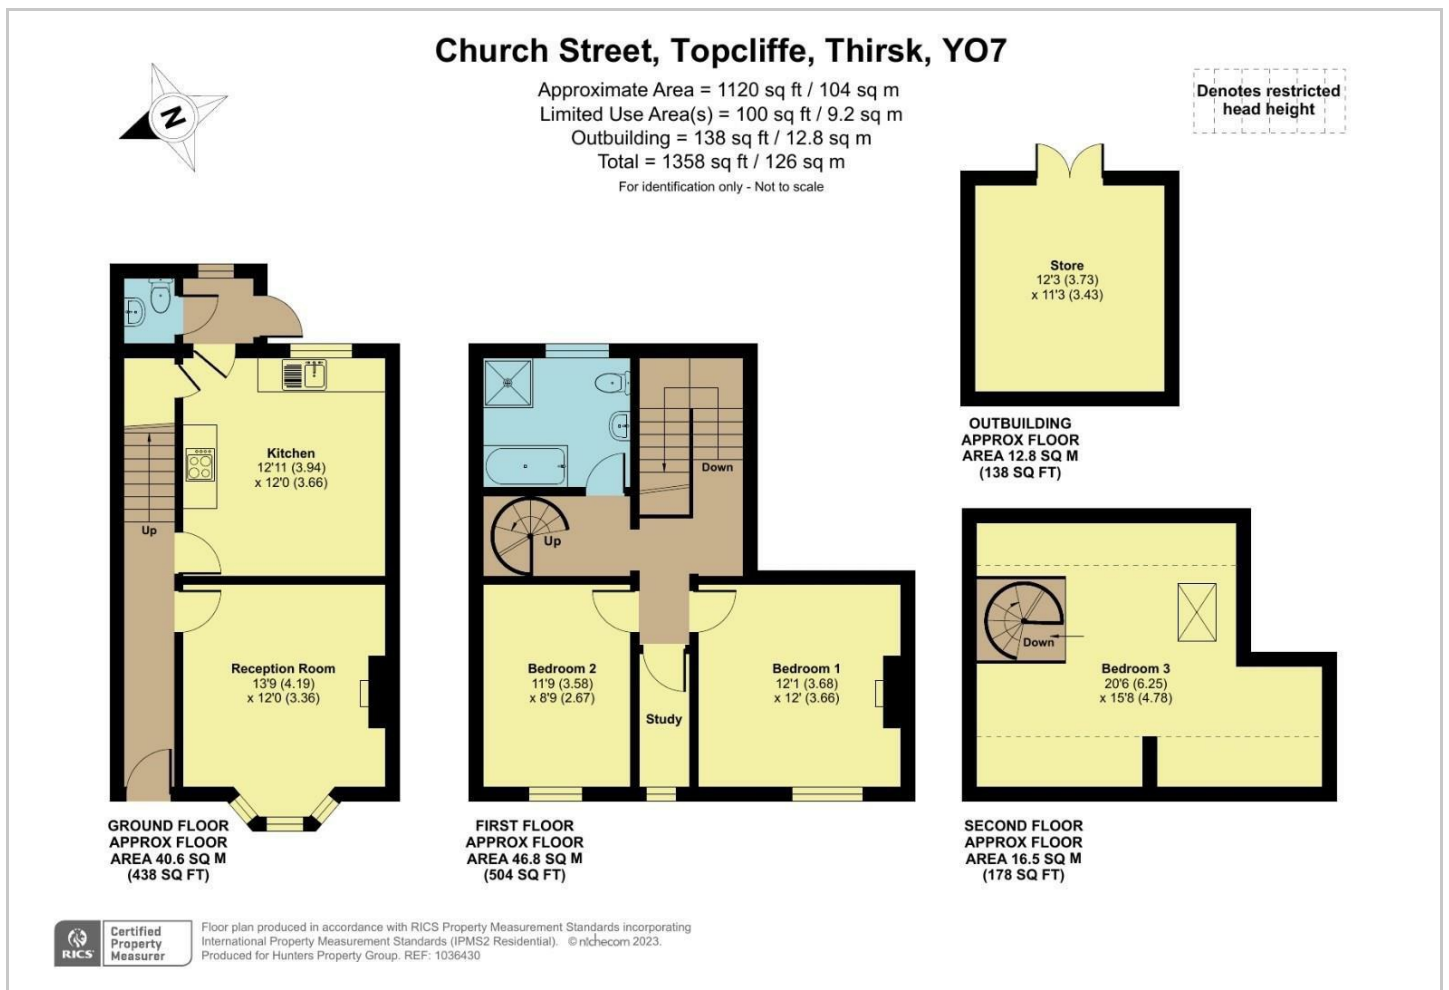 Church Street, Topcliffe, Thirsk, YO7
Approximate Area = 1120 sq ft / 104 sq m
Limited Use Area(s) = 100 sq ft / 9.2 sq m
Outbuilding = 138 sq ft / 12.8 sq m
Total = 1358 sq ft / 126 sq m
For identification only - Not to scale
N
Denotes restricted
head height
Store
12'3 (3.73)
x 11'3 (3.43)
OUTBUILDING
APPROX FLOOR
AREA 12.8 SQ M
(138 SQ FT)
Kitchen
12'11 (3.94)
x 12'0 (3.66)
Up
Reception Room
13'9 (4.19)
x 12'0 (3.36)
GROUND FLOOR
APPROX FLOOR
AREA 40.6 SQ M
(438 SQ FT)
Down
Up
Bedroom 2
11'9 (3.58)
x 8'9 (2.67)
Study
Bedroom 1
12'1 (3.68)
x 12' (3.66)
FIRST FLOOR
APPROX FLOOR
AREA 46.8 SQ M
(504 SQ FT)
Down
Bedroom 3
20'6 (6.25)
x 15'8 (4.78)
SECOND FLOOR
APPROX FLOOR
AREA 16.5 SQ M
(178 SQ FT)
RICS
Certified
Property
Measurer
Floor plan produced in accordance with RICS Property Measurement Standards incorporating
International Property Measurement Standards (IPMS2 Residential). © nichecom 2023.
Produced for Hunters Property Group. REF: 1036430